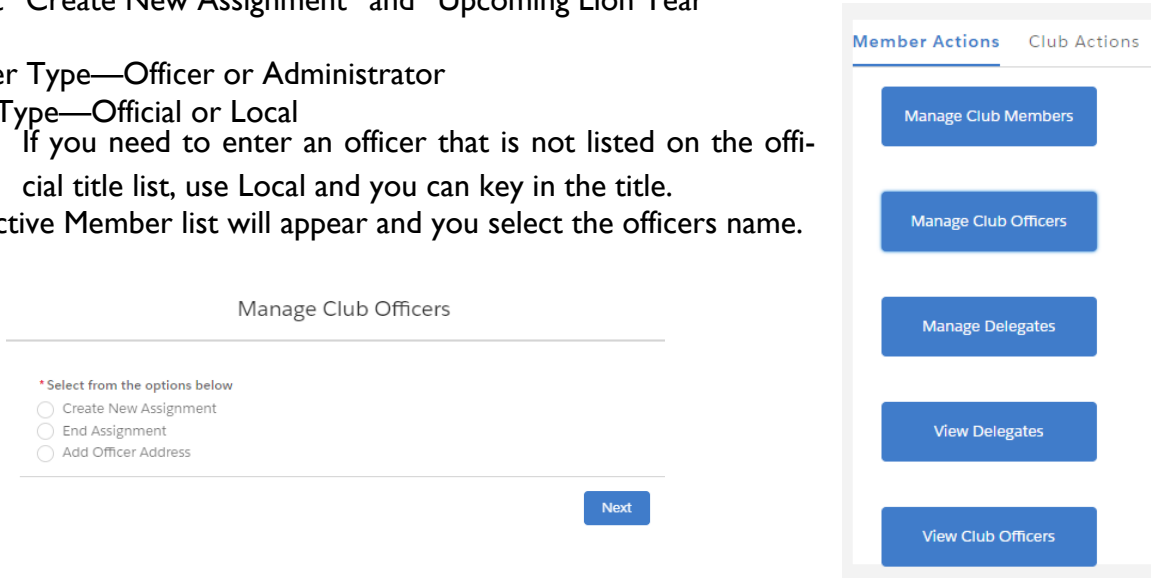 "Create New Assignment" and "Upcoming Lion Year"
er Type—Officer or Administrator
Type—Official or Local
If you need to enter an officer that is not listed on the offi-
cial title list, use Local and you can key in the title.
ctive Member list will appear and you select the officers name.
Manage Club Officers
*Select from the options below
Create New Assignment
End Assignment
Add Officer Address
Next
Member Actions Club Actions
Manage Club Members
Manage Club Officers
Manage Delegates
View Delegates
View Club Officers